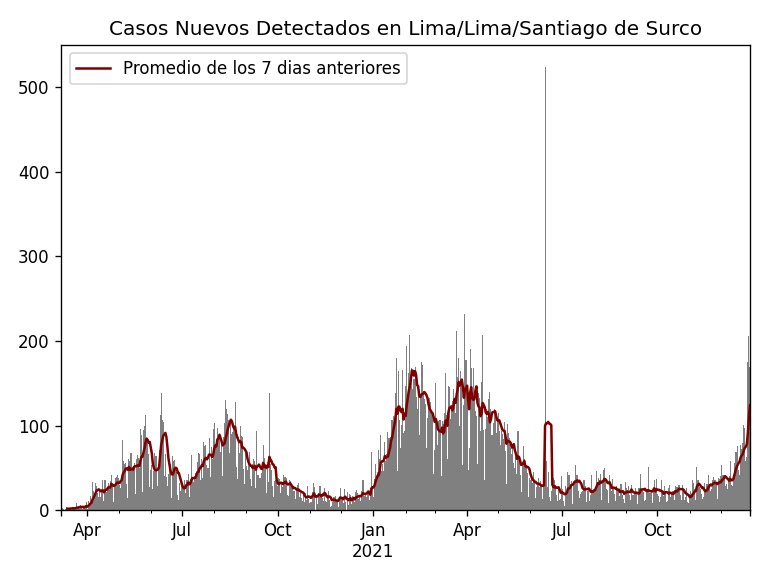 Casos Nuevos Detectados en Lima/Lima/Santiago de Surco
Promedio de los 7 dias anteriores
500
400
300
200
100
0
Apr Jul Oct Jan Apr Jul Oct
2021